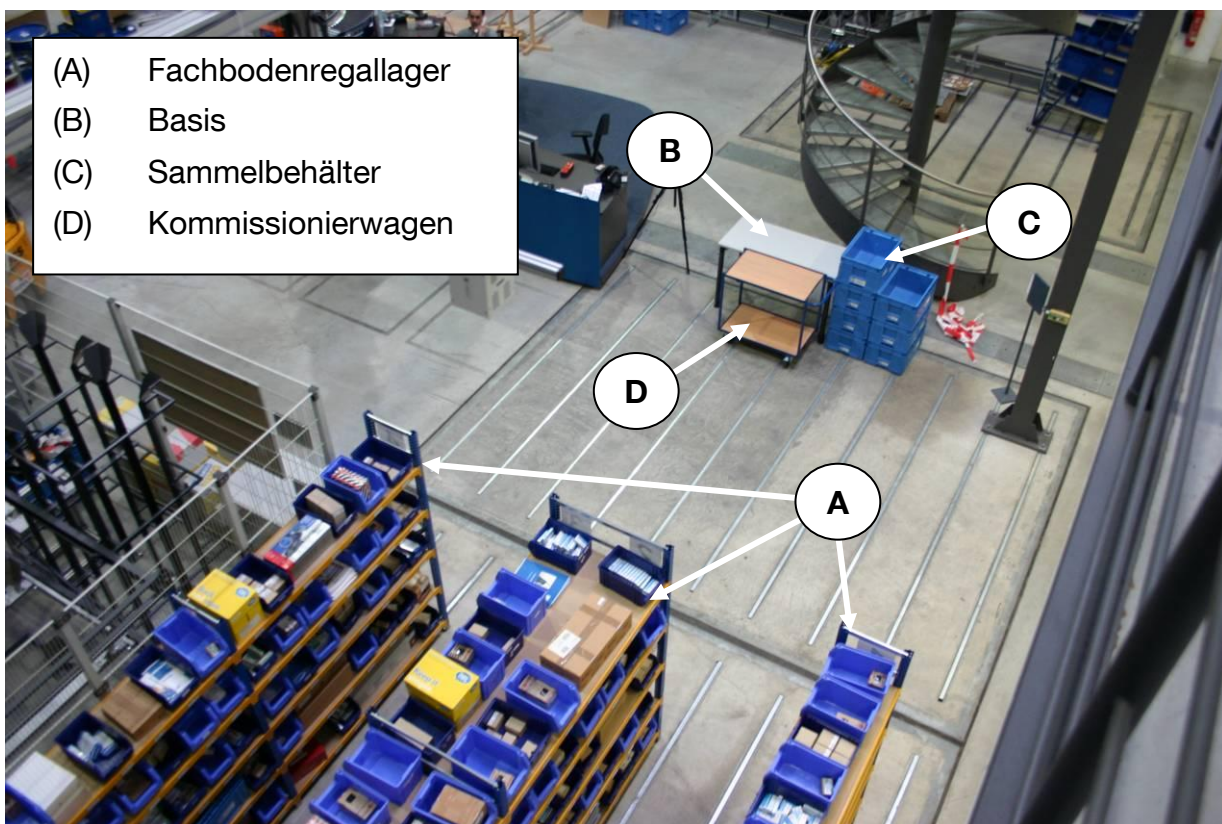 (A) Fachbodenregallager
(B) Basis
(C) Sammelbehälter
(D) Kommissionierwagen
B
C
D
A